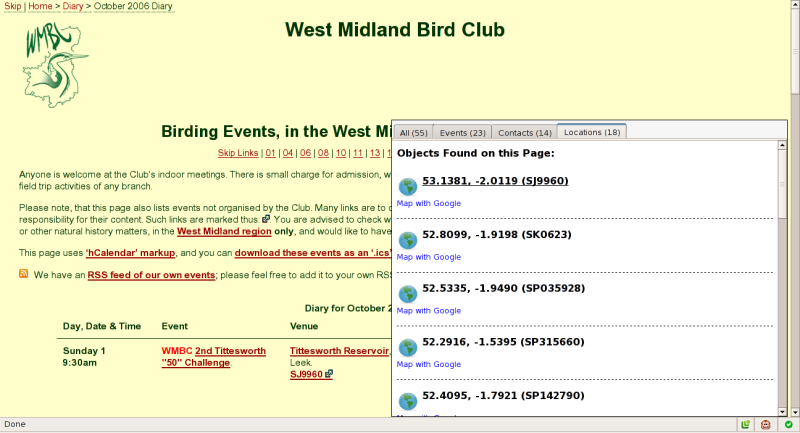 Skip | Home > Diary > October 2006 Diary
WMBC
West Midland Bird Club
Birding Events, in the West Mi
Skip Links | 01 | 04 | 06 | 08 | 10 | 11 | 13 |
Anyone is welcome at the Club's indoor meetings. There is small charge for admission, w
field trip activities of any branch.
Please note, that this page also lists events not organised by the Club. Many links are to
responsibility for their content. Such links are marked thus: . You are advised to check w
or other natural history matters, in the West Midland region only, and would like to have
This page uses 'hCalendar' markup, and you can download these events as an '.ics'
We have an RSS feed of our own events; please feel free to add it to your own RSS
Diary for October 2
Day, Date & Time Event Venue
Sunday 1 WMBC 2nd Tittesworth Tittesworth Reservoir,
9:30am "50" Challenge. Leek.
SJ9960
All (55) Events (23) Contacts (14) Locations (18)
Objects Found on this Page:
53.1381, -2.0119 (SJ9960)
Map with Google
52.8099, -1.9198 (SK0623)
Map with Google
52.5335, -1.9490 (SP035928)
Map with Google
52.2916, -1.5395 (SP315660)
Map with Google
52.4095, -1.7921 (SP142790)
Map with Google
Done